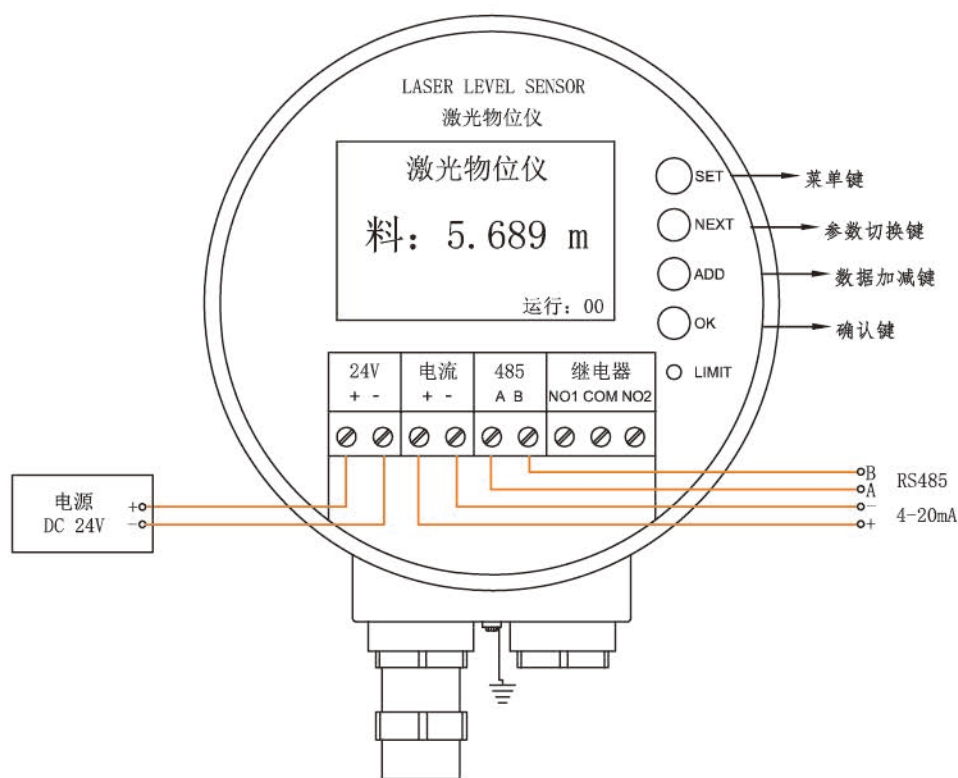 LASER LEVEL SENSOR
激光物位仪
激光物位仪
料: 5.689 m
运行: 00
SET
菜单键
NEXT
参数切换键
ADD
数据加减键
OK
确认键
LIMIT
24V 电流 485 继电器
+ - + - A B NO1 COM NO2
B
A
RS485
-
+
4-20mA
电源
DC 24V
+
-